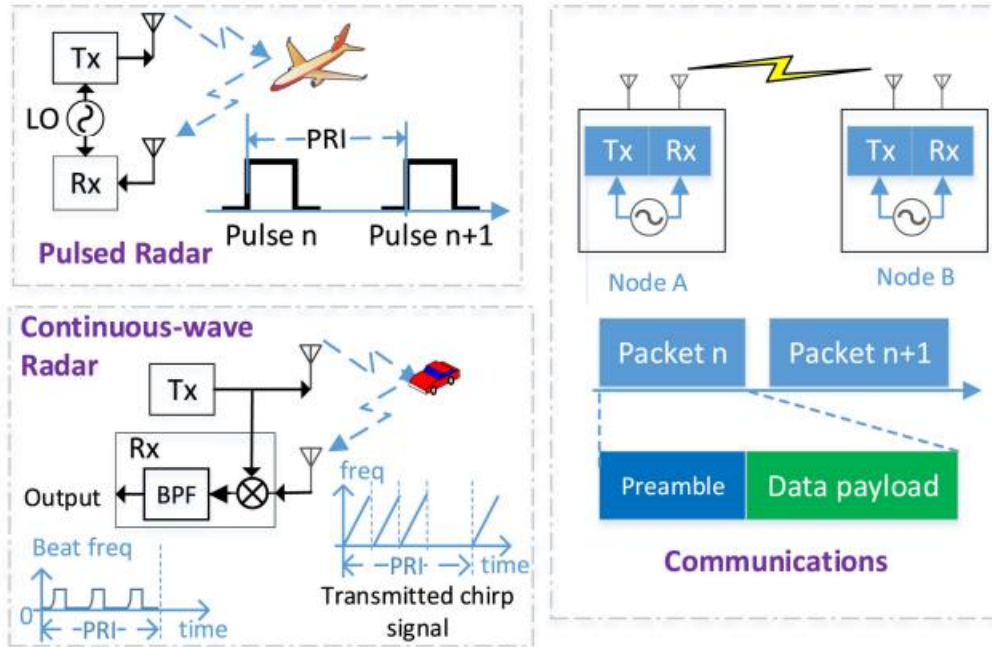 Tx
LO
Rx
PRI
Pulse n
Pulse n+1
Pulsed Radar
Continuous-wave
Radar
Tx
Rx
BPF
Output
freq
PRI
time
Transmitted chirp
signal
Beat freq
0
PRI
time
Tx Rx
Tx Rx
Node A
Node B
Packet n
Packet n+1
Preamble
Data payload
Communications